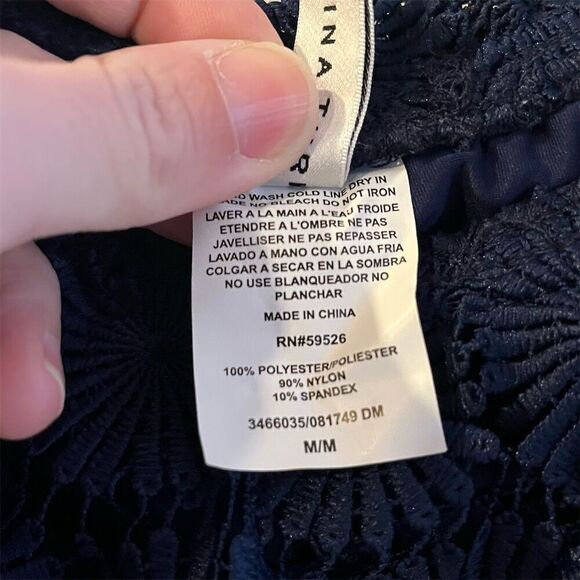 INA T
WASH COLD LINE DRY IN
NO BLEACH DO NOT IRON
LAVER A LA MAIN A L'EAU FROIDE
ETENDRE A L'OMBRE NE PAS
JAVELLISER NE PAS REPASSER
LAVADO A MANO CON AGUA FRIA
COLGAR A SECAR EN LA SOMBRA
NO USE BLANQUEADOR NO
PLANCHAR
MADE IN CHINA
RN#59526
100% POLYESTER/POLIESTER
90% NYLON
10% SPANDEX
3466035/081749 DM
M/M